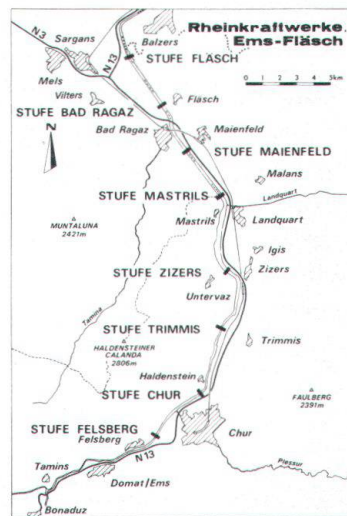 Rheinkraftwerke
Ems-Fläsch
0 1 2 3 4 5km
N3
Sargans
Balzers
N13
STUFE FLÄSCH
Mels
Vilters
Fläsch
STUFE BAD RAGAZ
Bad Ragaz
Maienfeld
N
STUFE MAIENFELD
Malans
STUFE MASTRILS
Landquart
MUNTALUNA
2421m
Mastrils
Landquart
Igis
STUFE ZIZERS
Zizers
Untervaz
Tamina
STUFE TRIMMIS
Trimmis
HALDENSTEINER
CALANDA
2806m
Haldenstein
FAULBERG
2391m
STUFE CHUR
STUFE FELSBERG
Felsberg
Chur
N13
Tamins
Plessur
Domat/Ems
Bonaduz